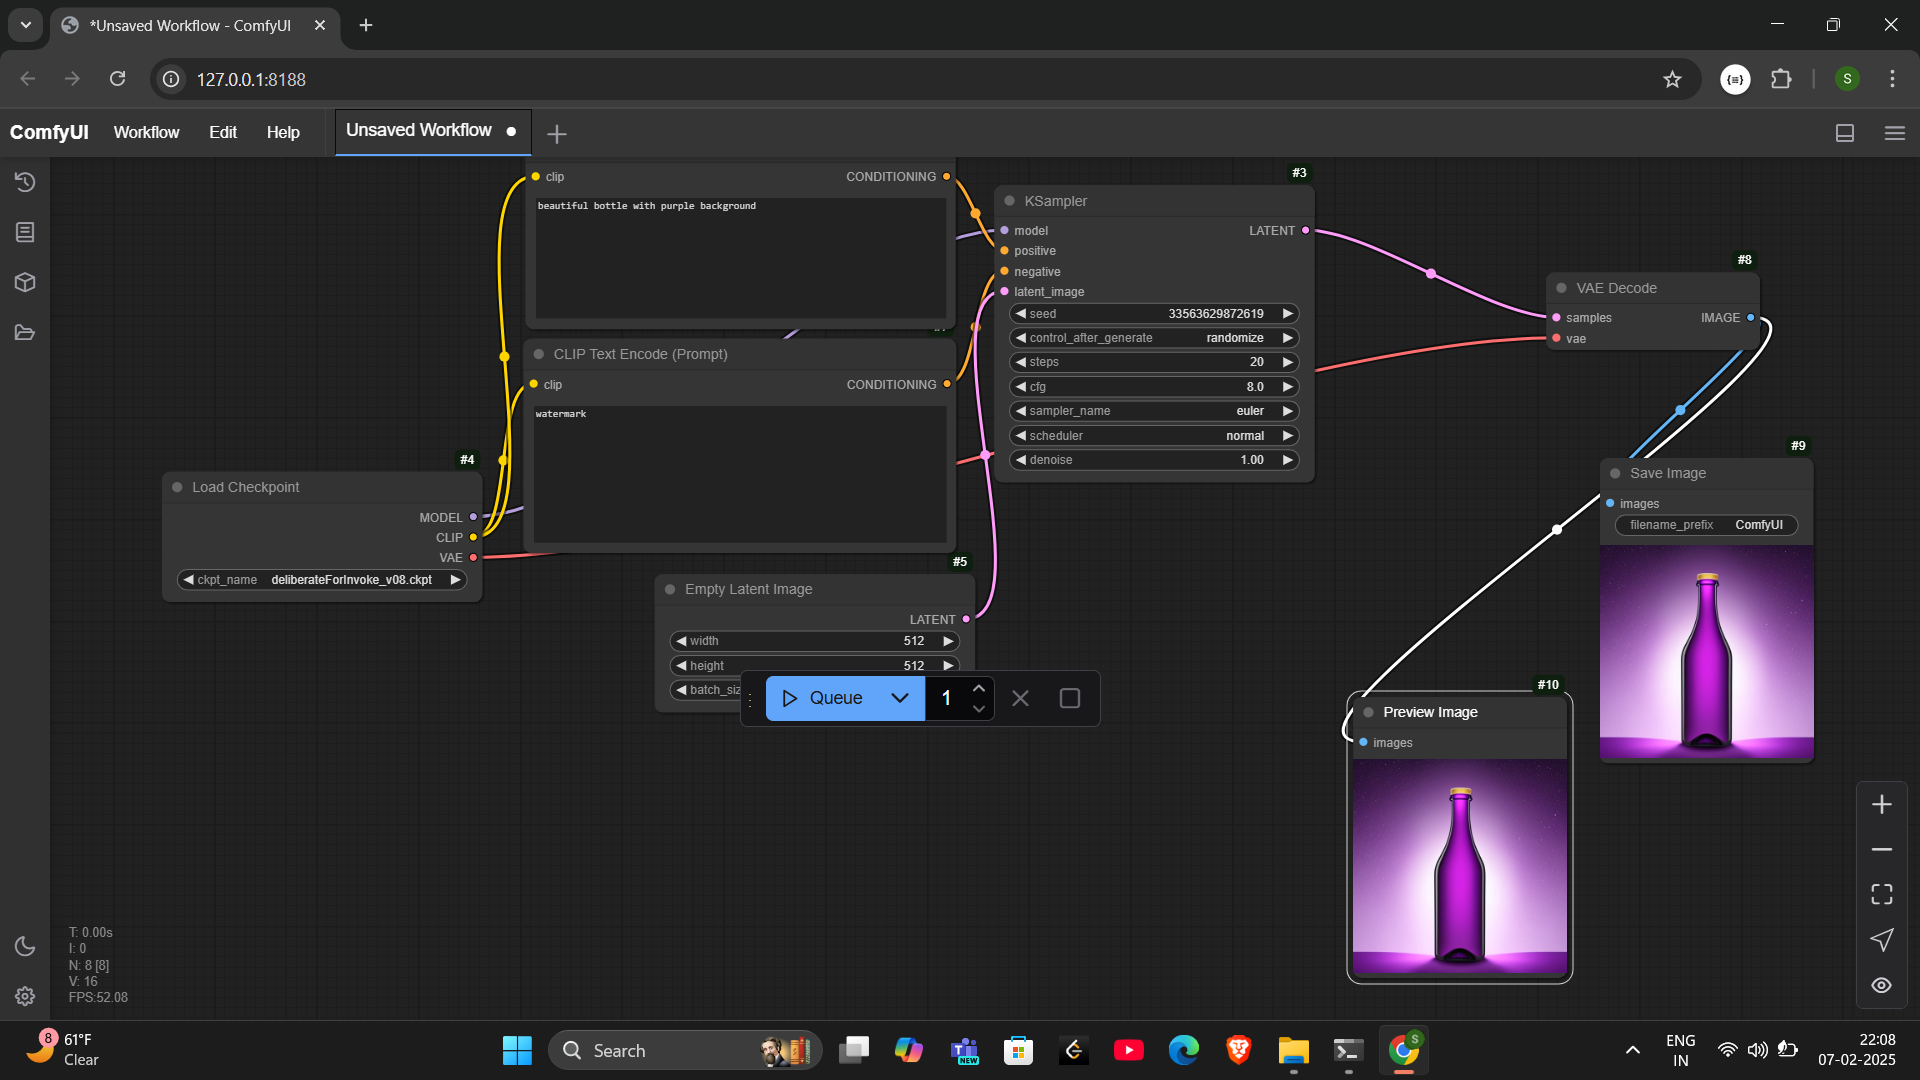 *Unsaved Workflow - ComfyUI
127.0.0.1:8188
S
ComfyUI
Workflow
Edit
Help
Unsaved Workflow
clip
CONDITIONING
beautiful bottle with purple background
CLIP Text Encode (Prompt)
clip
CONDITIONING
watermark
#4
Load Checkpoint
MODEL
CLIP
VAE
ckpt_name deliberateForInvoke_v08.ckpt
#5
Empty Latent Image
LATENT
width 512
height 512
batch_siz
Queue
1
#3
KSampler
model
LATENT
positive
negative
latent_image
seed 33563629872619
control_after_generate randomize
steps 20
cfg 8.0
sampler_name euler
scheduler normal
denoise 1.00
#8
VAE Decode
samples
IMAGE
vae
#9
Save Image
images
filename_prefix ComfyUI
#10
Preview Image
images
T: 0.00s
I: 0
N: 8 [8]
V: 16
FPS:52.08
8
61°F
Clear
Search
NEW
S
ENG
IN
22:08
07-02-2025